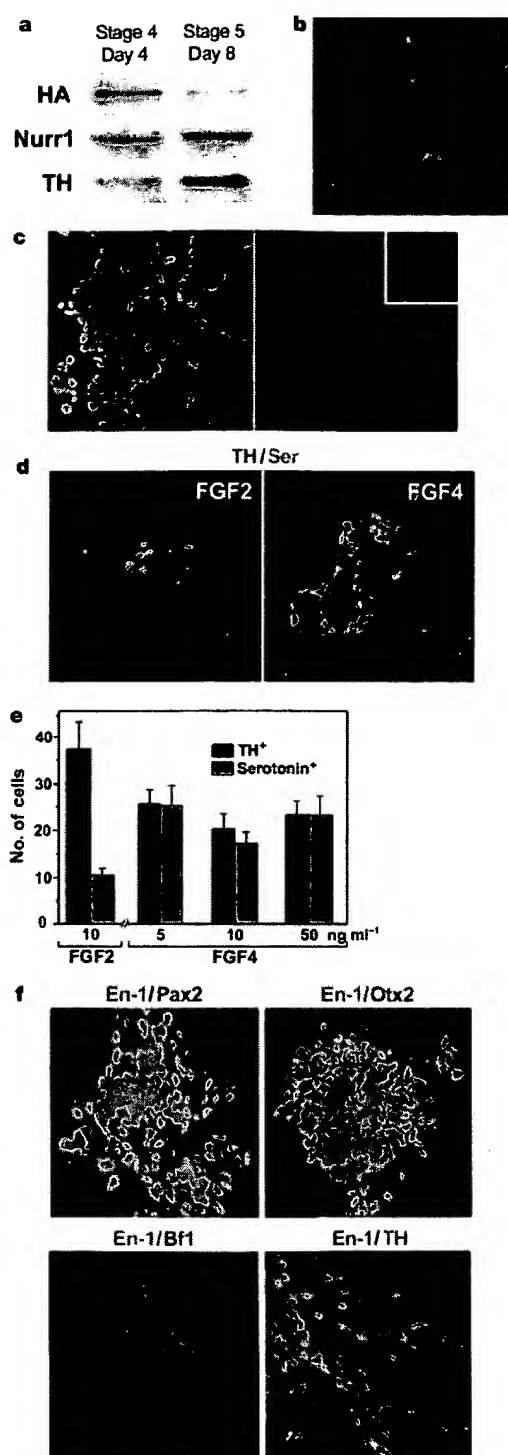 a
Stage 4 Stage 5
Day 4 Day 8
HA
Nurr1
TH
b
c
TH/Ser
d
FGF2
FGF4
e
No. of cells
40
30
20
10
0
TH+
Serotonin+
10 5 10 50 ng ml⁻¹
FGF2 FGF4
f
En-1/Pax2 En-1/Otx2
En-1/Bf1 En-1/TH